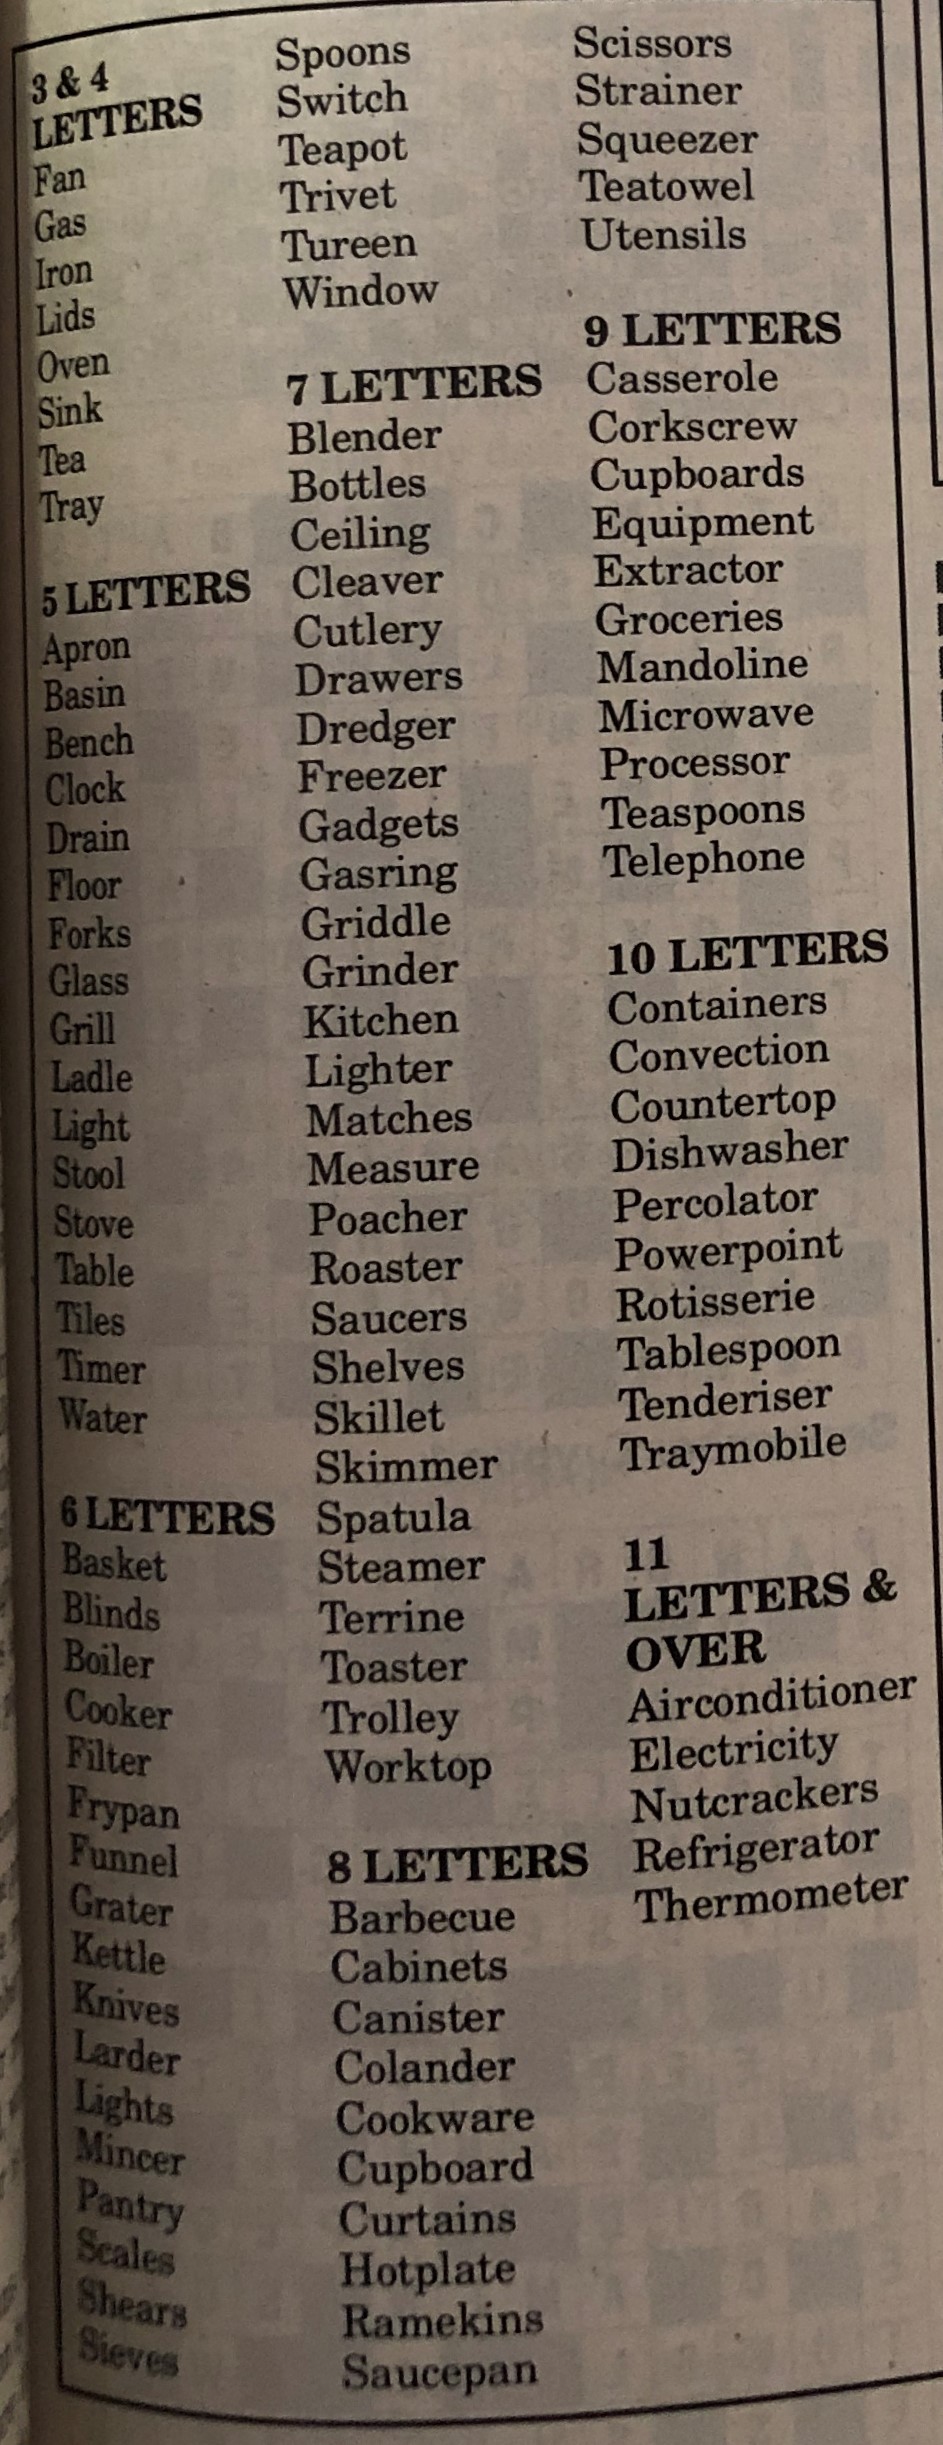 3 & 4
LETTERS
Fan
Gas
Iron
Lids
Oven
Sink
Tea
Tray
5 LETTERS
Apron
Basin
Bench
Clock
Drain
Floor
Forks
Glass
Grill
Ladle
Light
Stool
Stove
Table
Tiles
Timer
Water
6 LETTERS
Basket
Blinds
Boiler
Cooker
Filter
Frypan
Funnel
Grater
Kettle
Knives
Larder
Lights
Mincer
Pantry
Scales
Shears
Sieves
Spoons
Switch
Teapot
Trivet
Tureen
Window
7 LETTERS
Blender
Bottles
Ceiling
Cleaver
Cutlery
Drawers
Dredger
Freezer
Gadgets
Gasring
Griddle
Grinder
Kitchen
Lighter
Matches
Measure
Poacher
Roaster
Saucers
Shelves
Skillet
Skimmer
Spatula
Steamer
Terrine
Toaster
Trolley
Worktop
8 LETTERS
Barbecue
Cabinets
Canister
Colander
Cookware
Cupboard
Curtains
Hotplate
Ramekins
Saucepan
Scissors
Strainer
Squeezer
Teatowel
Utensils
9 LETTERS
Casserole
Corkscrew
Cupboards
Equipment
Extractor
Groceries
Mandoline
Microwave
Processor
Teaspoons
Telephone
10 LETTERS
Containers
Convection
Countertop
Dishwasher
Percolator
Powerpoint
Rotisserie
Tablespoon
Tenderiser
Traymobile
11
LETTERS &
OVER
Airconditioner
Electricity
Nutcrackers
Refrigerator
Thermometer